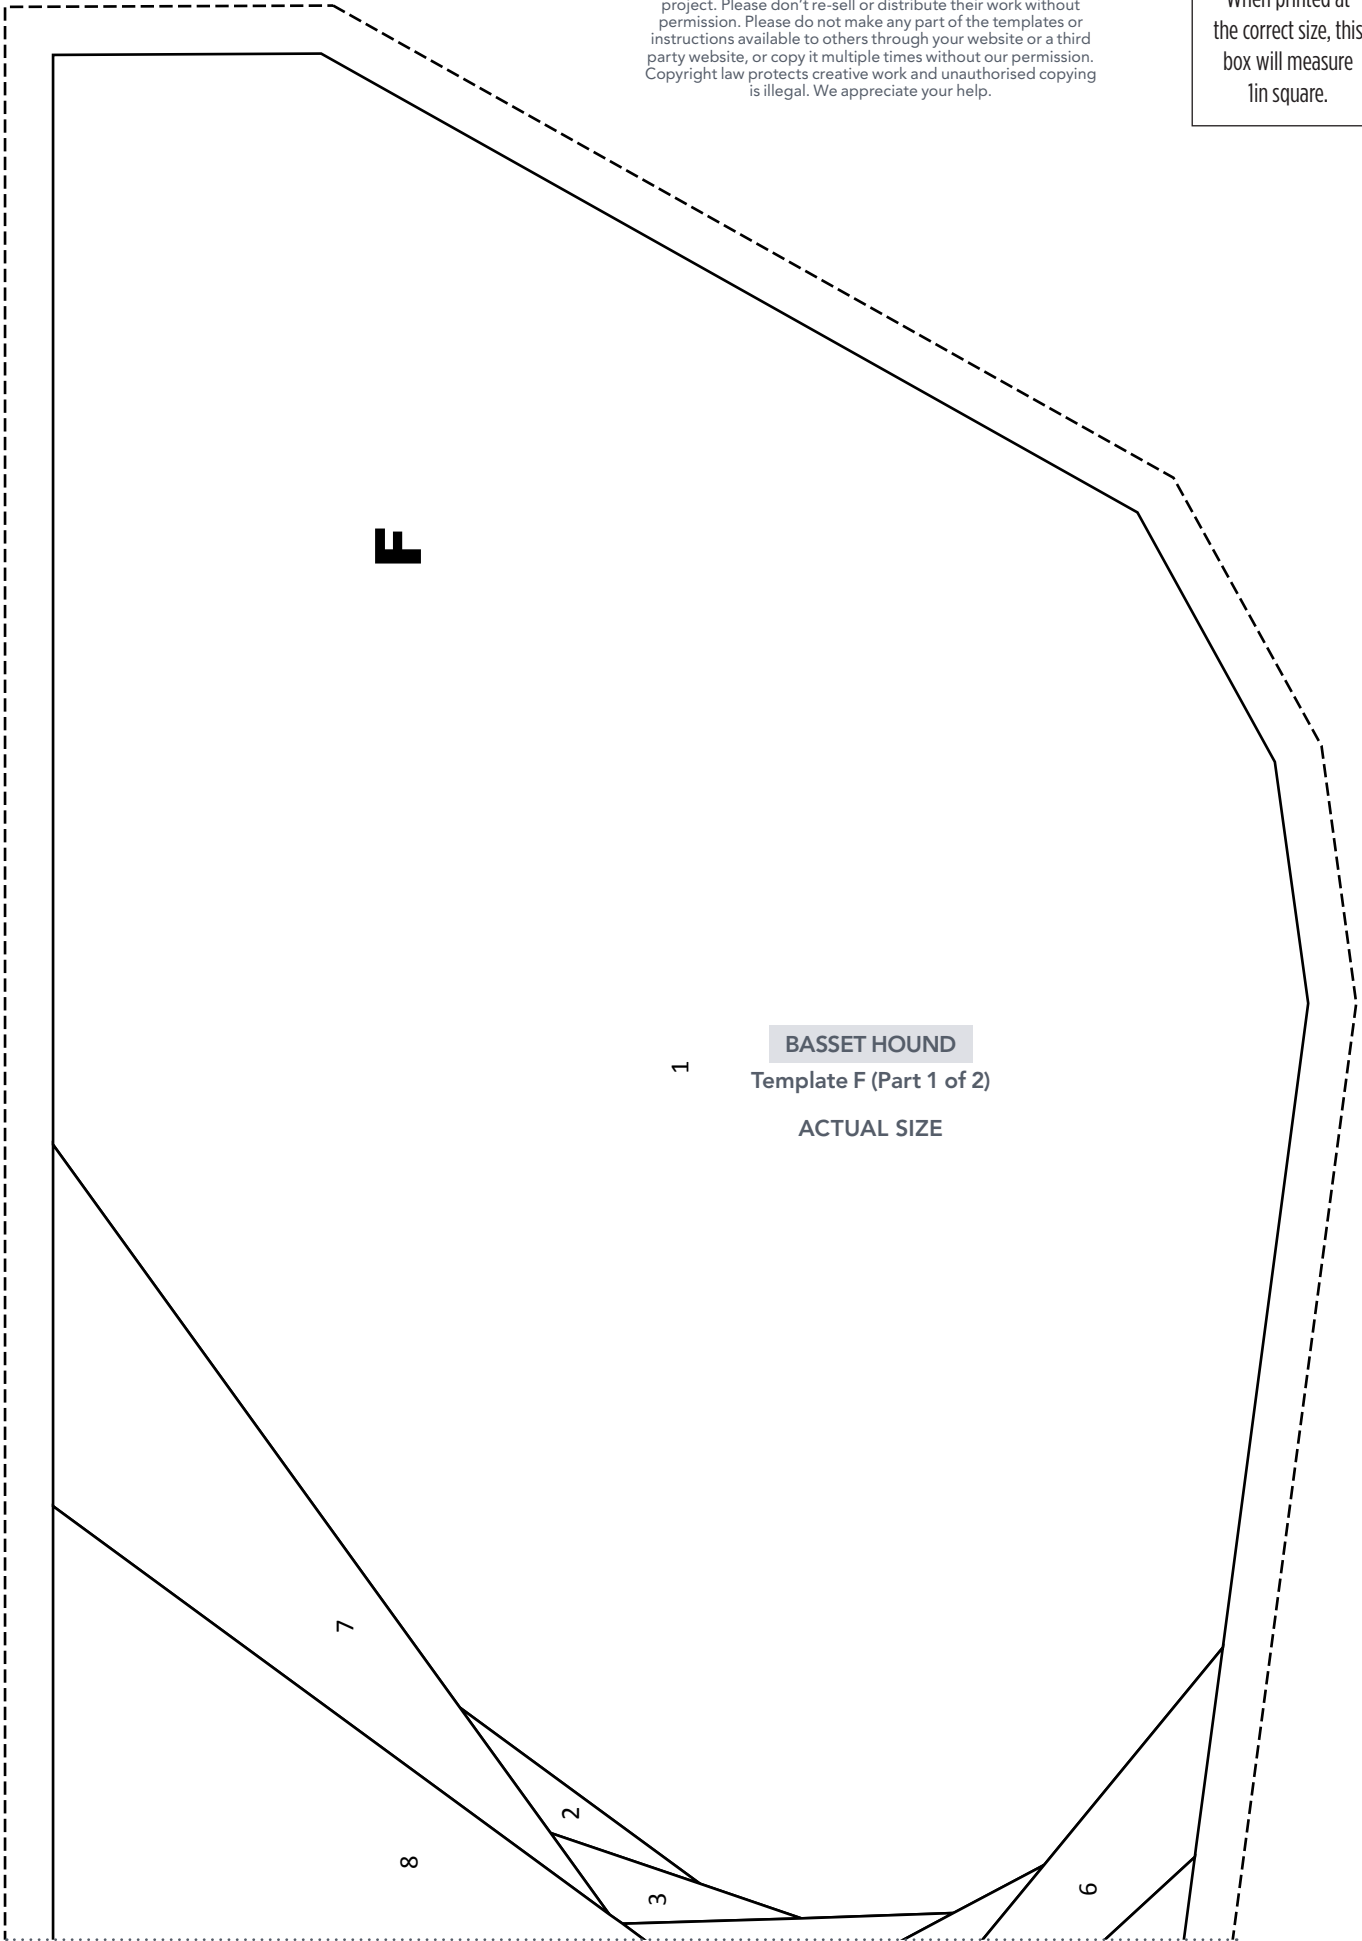 project. Please don’t re-sell or distribute their work without
permission. Please do not make any part of the templates or
instructions available to others through your website or a third
party website, or copy it multiple times without our permission.
Copyright law protects creative work and unauthorised copying
is illegal. We appreciate your help.
When printed at
the correct size, this
box will measure
1in square.
F
1
BASSET HOUND
Template F (Part 1 of 2)
ACTUAL SIZE
7
2
8
3
6